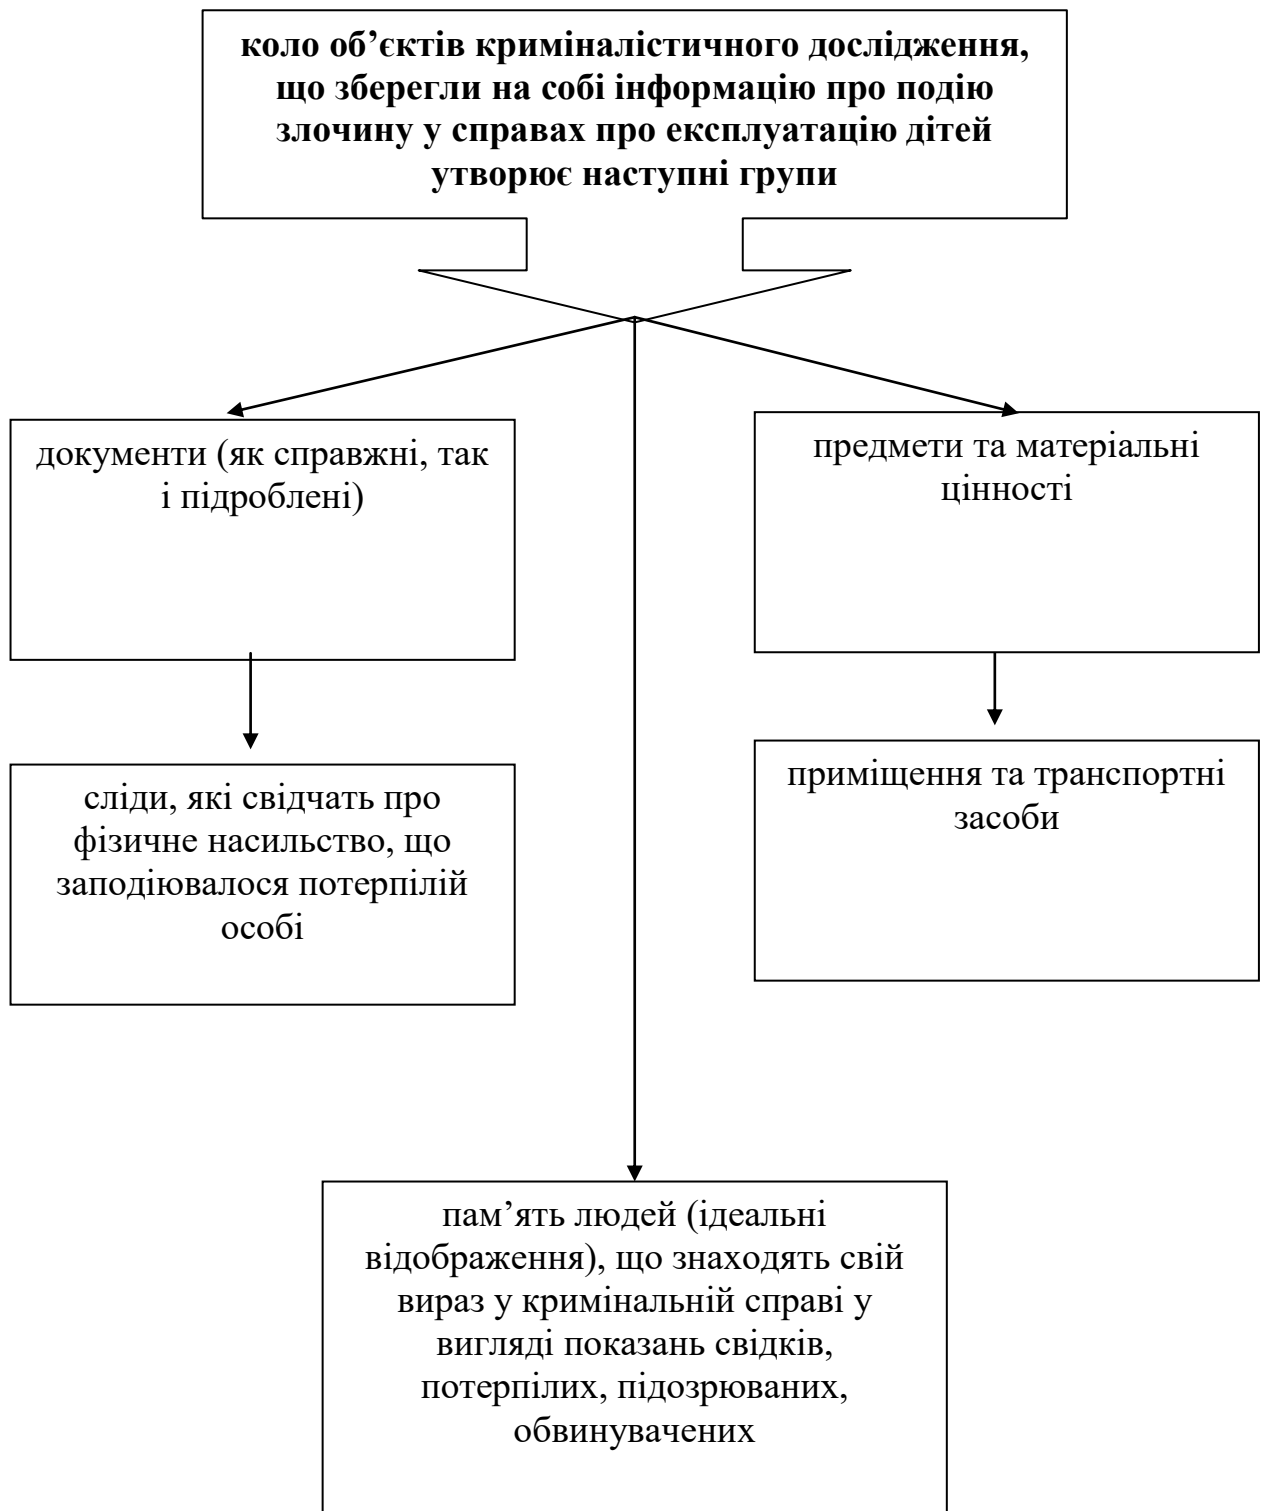 коло об’єктів криміналістичного дослідження,
що зберегли на собі інформацію про подію
злочину у справах про експлуатацію дітей
утворює наступні групи
документи (як справжні, так
і підроблені)
предмети та матеріальні
цінності
сліди, які свідчать про
фізичне насильство, що
заподіювалося потерпілій
особі
приміщення та транспортні
засоби
пам’ять людей (ідеальні
відображення), що знаходять свій
вираз у кримінальній справі у
вигляді показань свідків,
потерпілих, підозрюваних,
обвинувачених